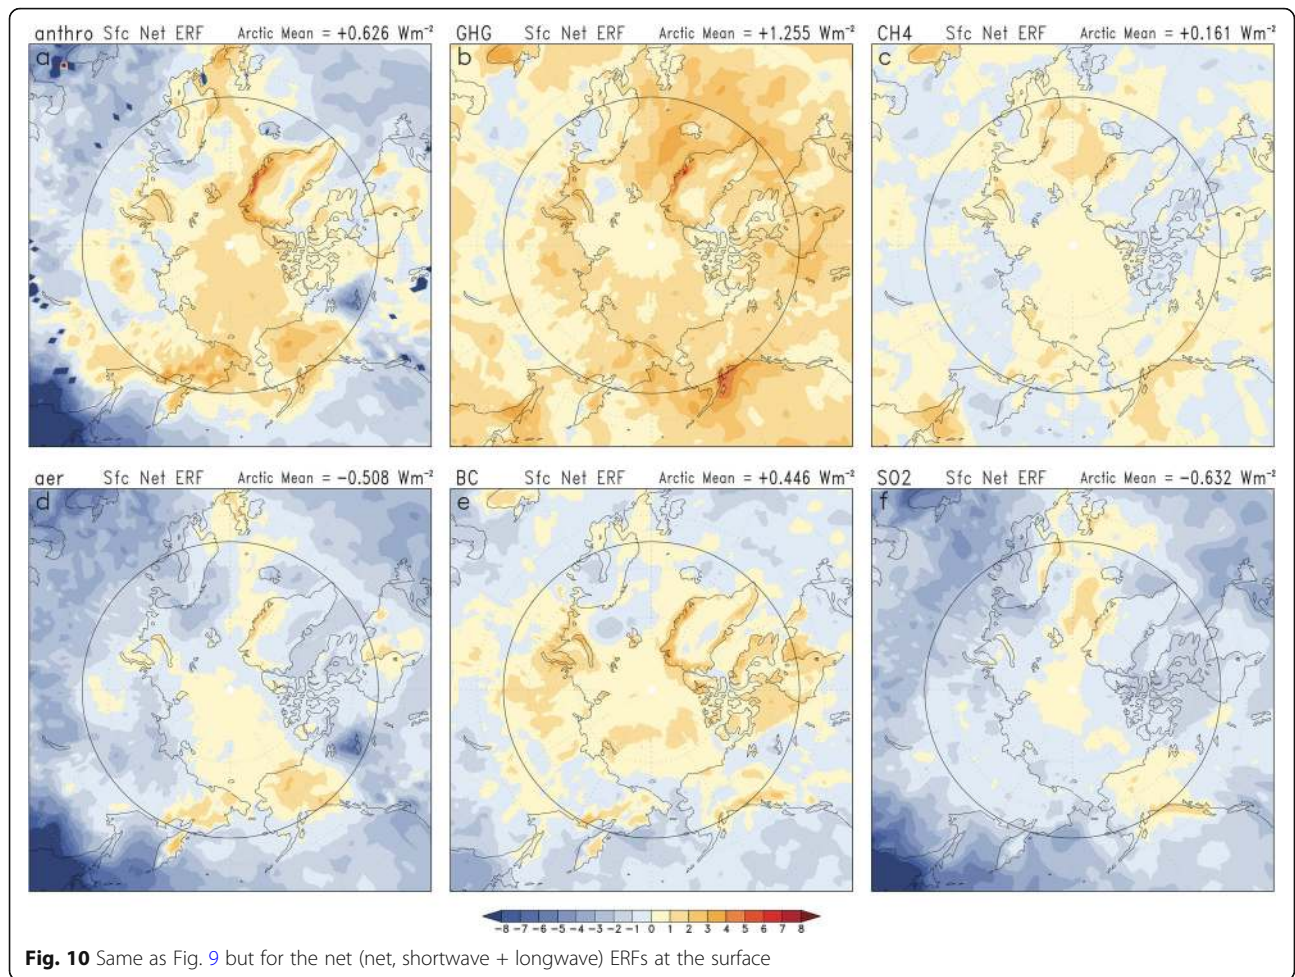 anthro Sfc Net ERF Arctic Mean = +0.626 Wm⁻²
GHG Sfc Net ERF Arctic Mean = +1.255 Wm⁻²
CH4 Sfc Net ERF Arctic Mean = +0.161 Wm⁻²
a
b
c
aer Sfc Net ERF Arctic Mean = −0.508 Wm⁻²
BC Sfc Net ERF Arctic Mean = +0.446 Wm⁻²
SO2 Sfc Net ERF Arctic Mean = −0.632 Wm⁻²
d
e
f
−8 −7 −6 −5 −4 −3 −2 −1 0 1 2 3 4 5 6 7 8
Fig. 10 Same as Fig. 9 but for the net (net, shortwave + longwave) ERFs at the surface